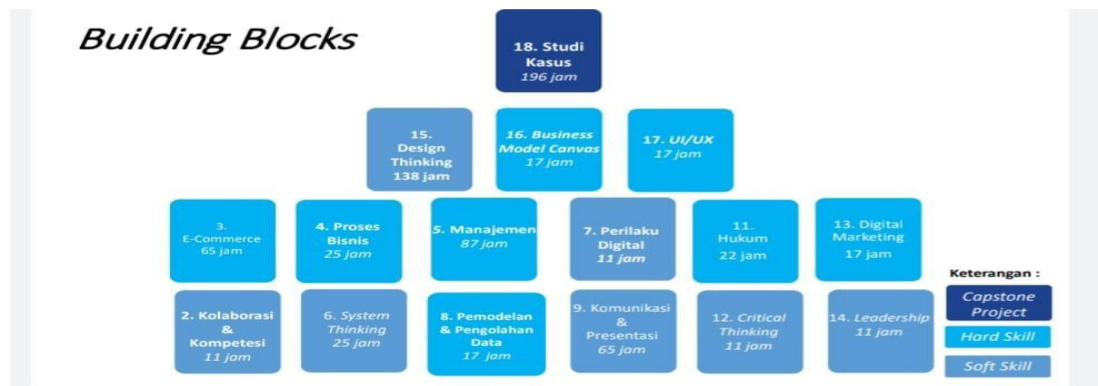 Building Blocks
18. Studi
Kasus
196 jam
15.
Design
Thinking
138 jam
16. Business
Model Canvas
17 jam
17. UI/UX
17 jam
3.
E-Commerce
65 jam
4. Proses
Bisnis
25 jam
5. Manajemen
87 jam
7. Perilaku
Digital
11 jam
11.
Hukum
22 jam
13. Digital
Marketing
17 jam
2. Kolaborasi
&
Kompetesi
11 jam
6. System
Thinking
25 jam
8. Pemodelan
& Pengolahan
Data
17 jam
9. Komunikasi
&
Presentasi
65 jam
12. Critical
Thinking
11 jam
14. Leadership
11 jam
Keterangan :
Capstone
Project
Hard Skill
Soft Skill